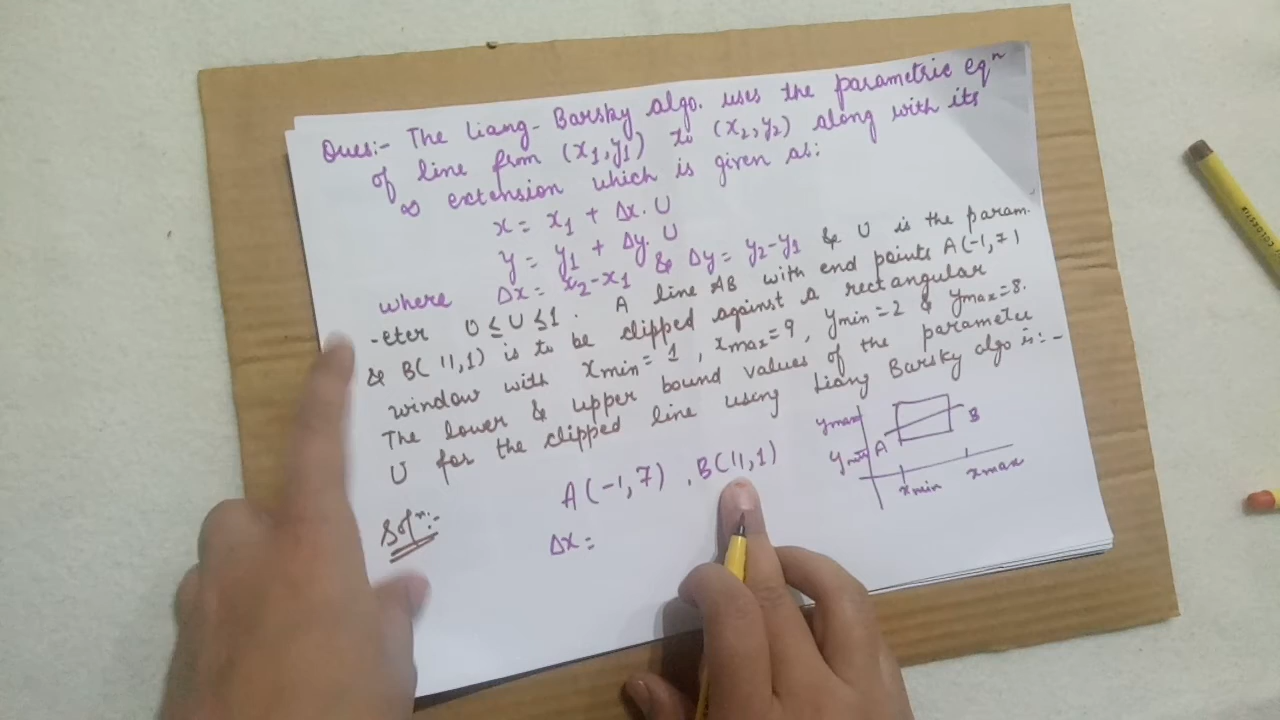 Ques:- The Liang-Barsky algo. uses the parametric eqⁿ
of line from (x₁,y₁) to (x₂,y₂) along with its
∞ extension which is given as:
x = x₁ + Δx. U
y = y₁ + Δy. U
where Δx = x₂-x₁ & Δy = y₂-y₁ & U is the param-
-eter 0 ≤ U ≤ 1. A line AB with end points A(-1,7)
& B(11,1) is to be clipped against a rectangular
window with xmin = 1, xmax = 9, ymin = 2 & ymax = 8.
The lower & upper bound values of the parameter
U for the clipped line using Liang Barsky algo is:-
ymax
B
ymin A
xmin xmax
Solⁿ:- A(-1,7) , B(11,1)
Δx =